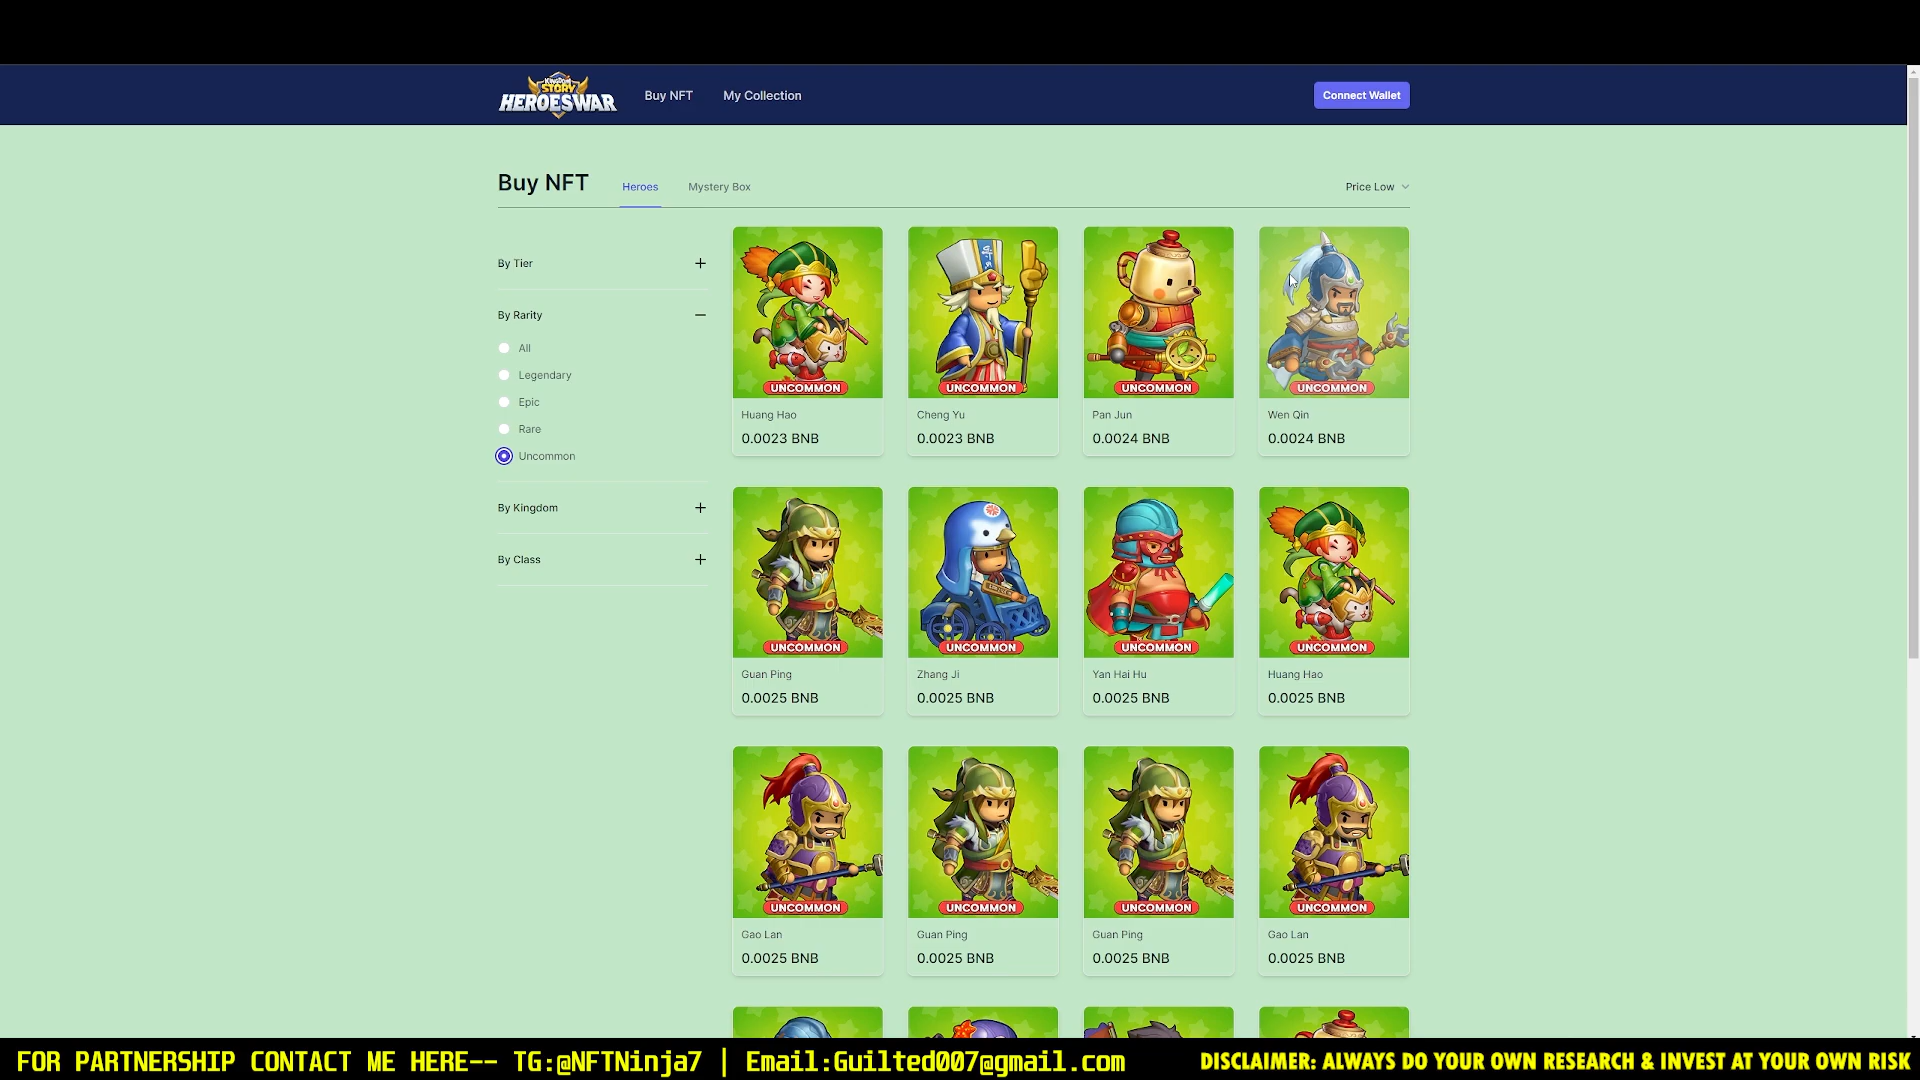 KINGDOM
STORY
HEROESWAR
Buy NFT
My Collection
Connect Wallet
Buy NFT
Heroes
Mystery Box
Price Low
By Tier
By Rarity
All
Legendary
Epic
Rare
Uncommon
By Kingdom
By Class
UNCOMMON UNCOMMON UNCOMMON UNCOMMON
Huang Hao Cheng Yu Pan Jun Wen Qin
0.0023 BNB 0.0023 BNB 0.0024 BNB 0.0024 BNB
UNCOMMON UNCOMMON UNCOMMON UNCOMMON
Guan Ping Zhang Ji Yan Hai Hu Huang Hao
0.0025 BNB 0.0025 BNB 0.0025 BNB 0.0025 BNB
UNCOMMON UNCOMMON UNCOMMON UNCOMMON
Gao Lan Guan Ping Guan Ping Gao Lan
0.0025 BNB 0.0025 BNB 0.0025 BNB 0.0025 BNB
FOR PARTNERSHIP CONTACT ME HERE-- TG:@NFTNinja7 | Email:Guilted007@gmail.com
DISCLAIMER: ALWAYS DO YOUR OWN RESEARCH & INVEST AT YOUR OWN RISK